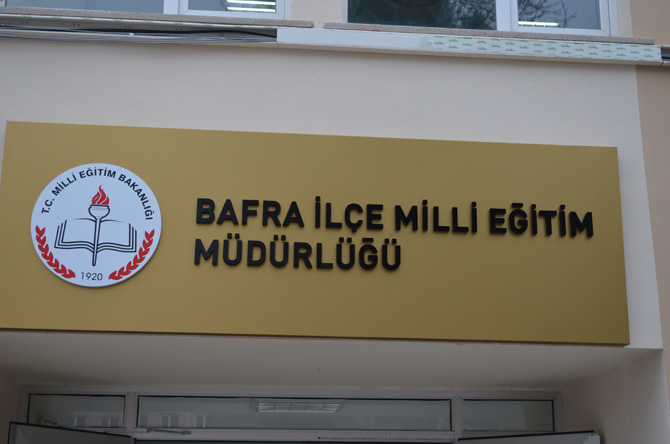 T.C. MİLLİ EĞİTİM BAKANLIĞI
1920
BAFRA İLÇE MİLLİ EĞİTİM
MÜDÜRLÜĞÜ